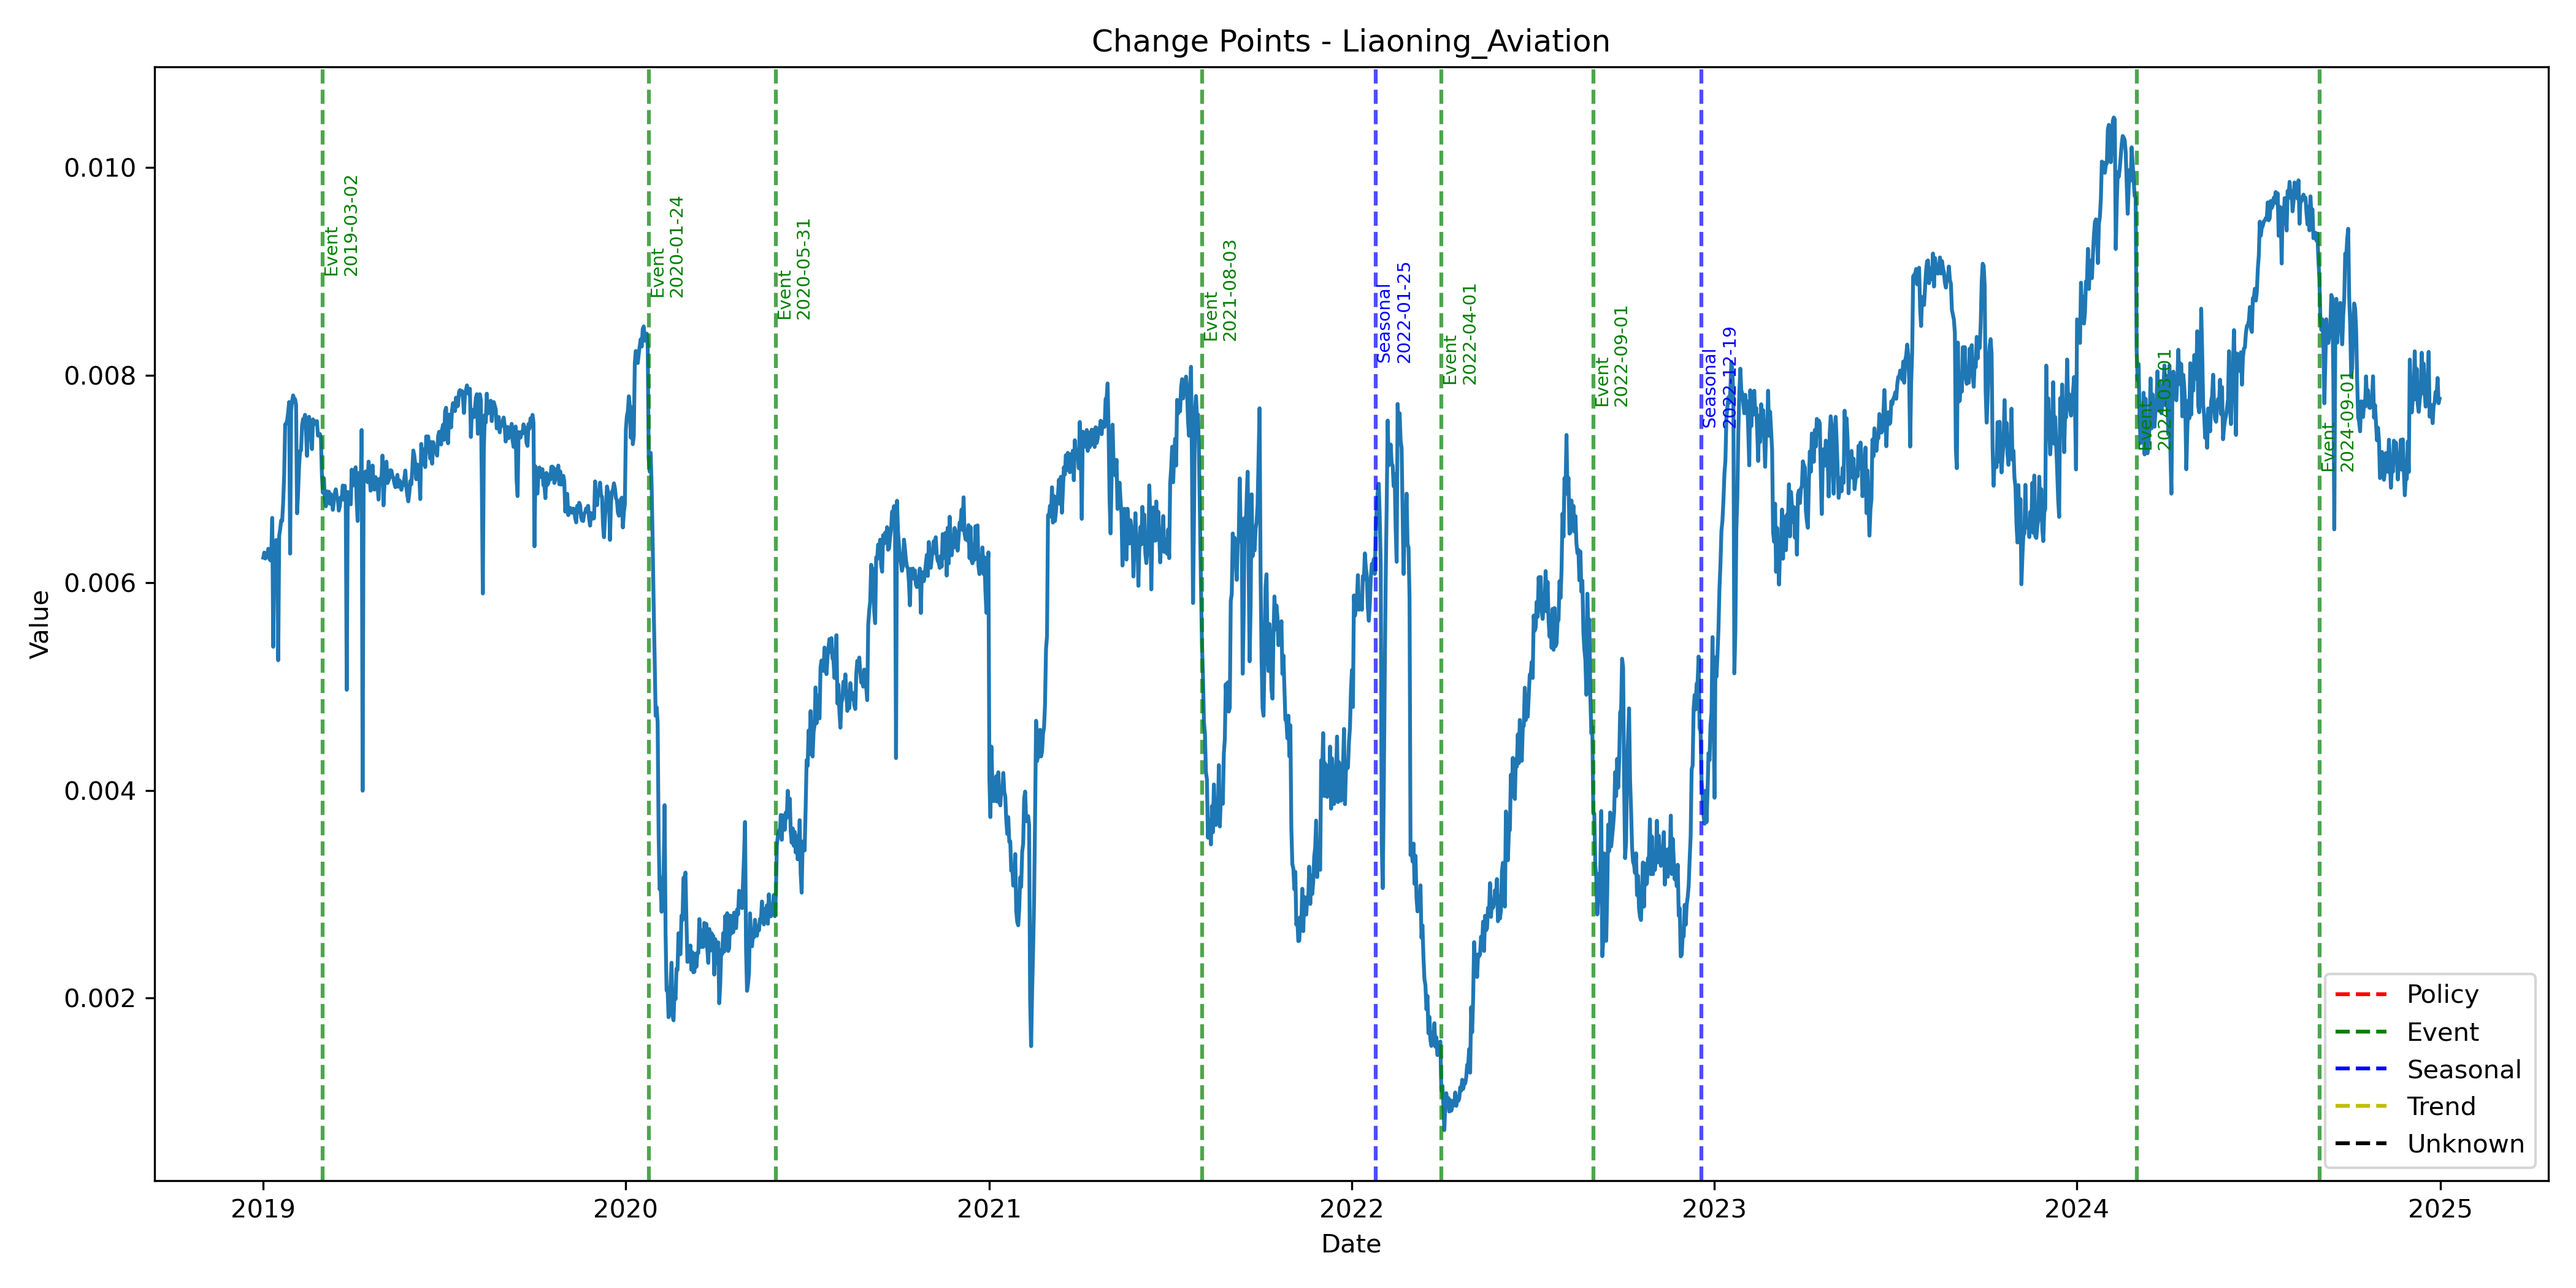 Change Points - Liaoning_Aviation
Value
0.010
0.008
0.006
0.004
0.002
Event
2019-03-02
Event
2020-01-24
Event
2020-05-31
Event
2021-08-03
Seasonal
2022-01-25
Event
2022-04-01
Event
2022-09-01
Seasonal
2022-12-19
Event
2024-03-01
Event
2024-09-01
Policy
Event
Seasonal
Trend
Unknown
2019
2020
2021
2022
2023
2024
2025
Date